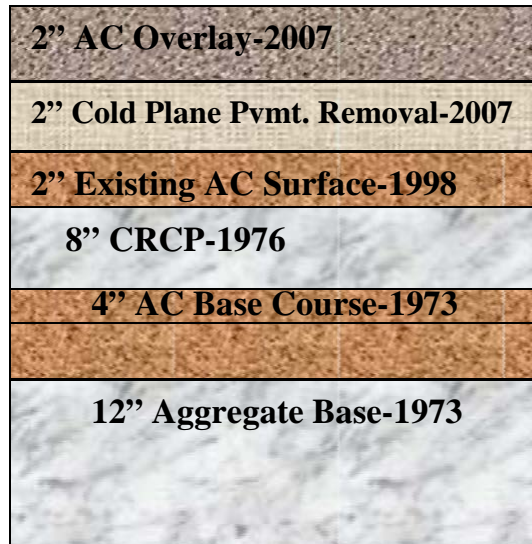 2” AC Overlay-2007
2” Cold Plane Pvmt. Removal-2007
2” Existing AC Surface-1998
8” CRCP-1976
4” AC Base Course-1973
12” Aggregate Base-1973